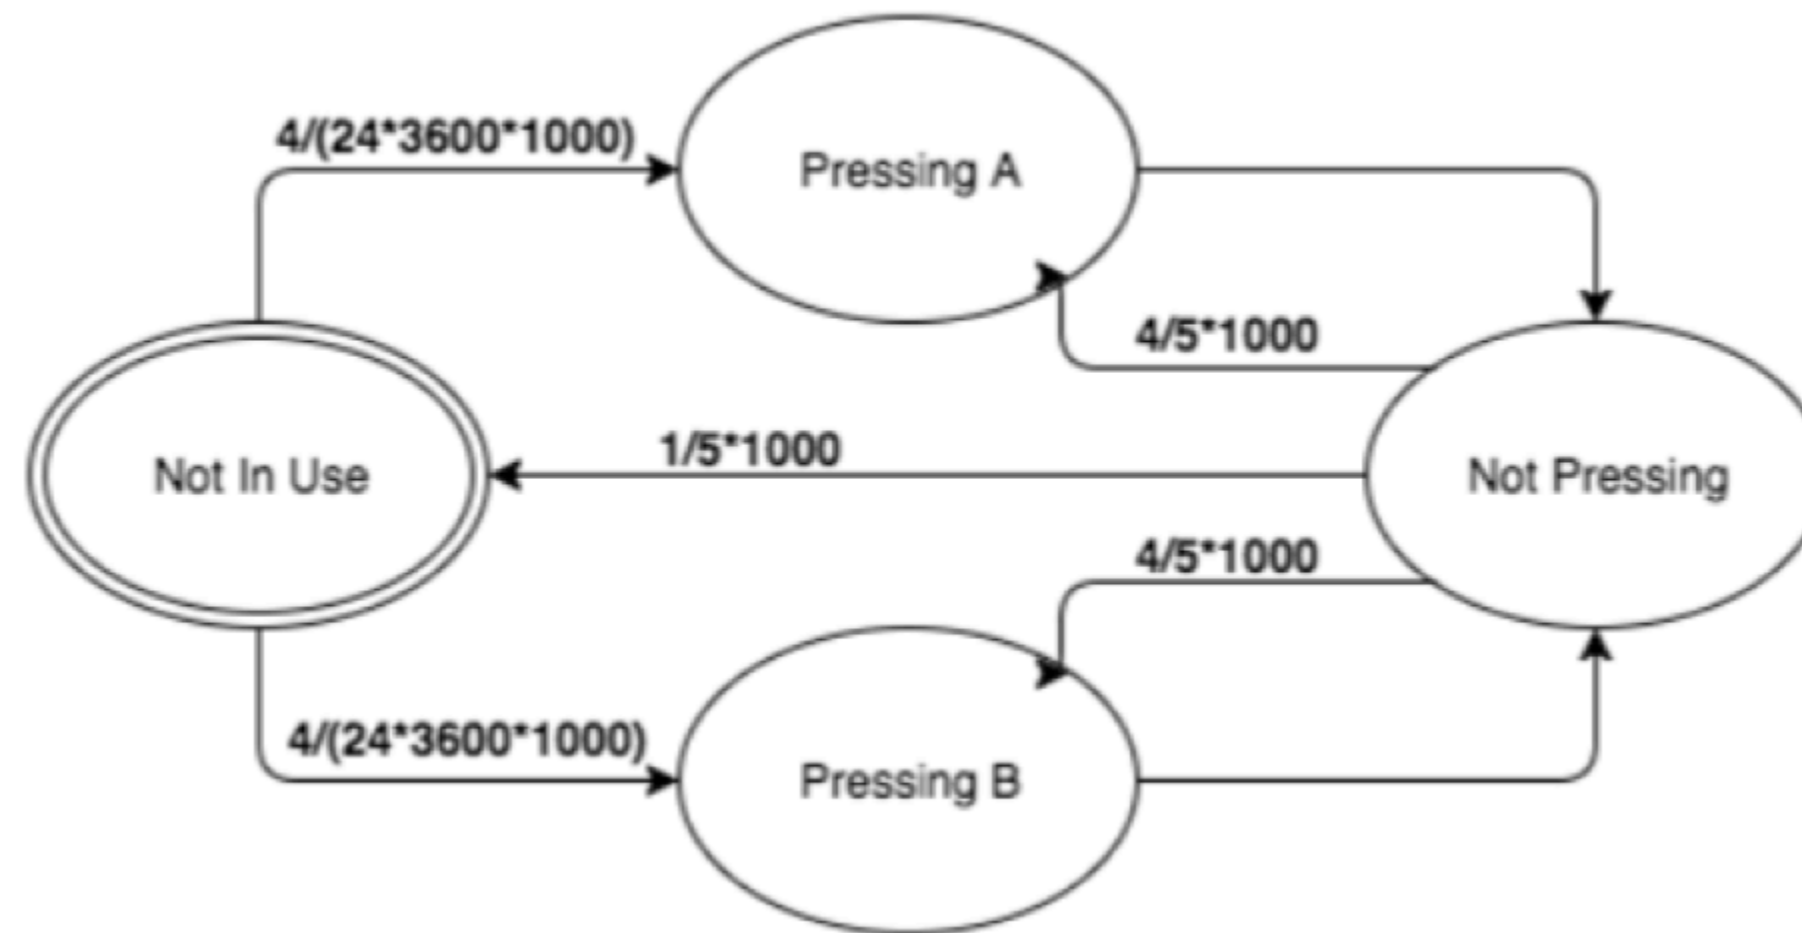 4/(24*3600*1000)
Pressing A
4/5*1000
1/5*1000
Not In Use
Not Pressing
4/5*1000
4/(24*3600*1000)
Pressing B